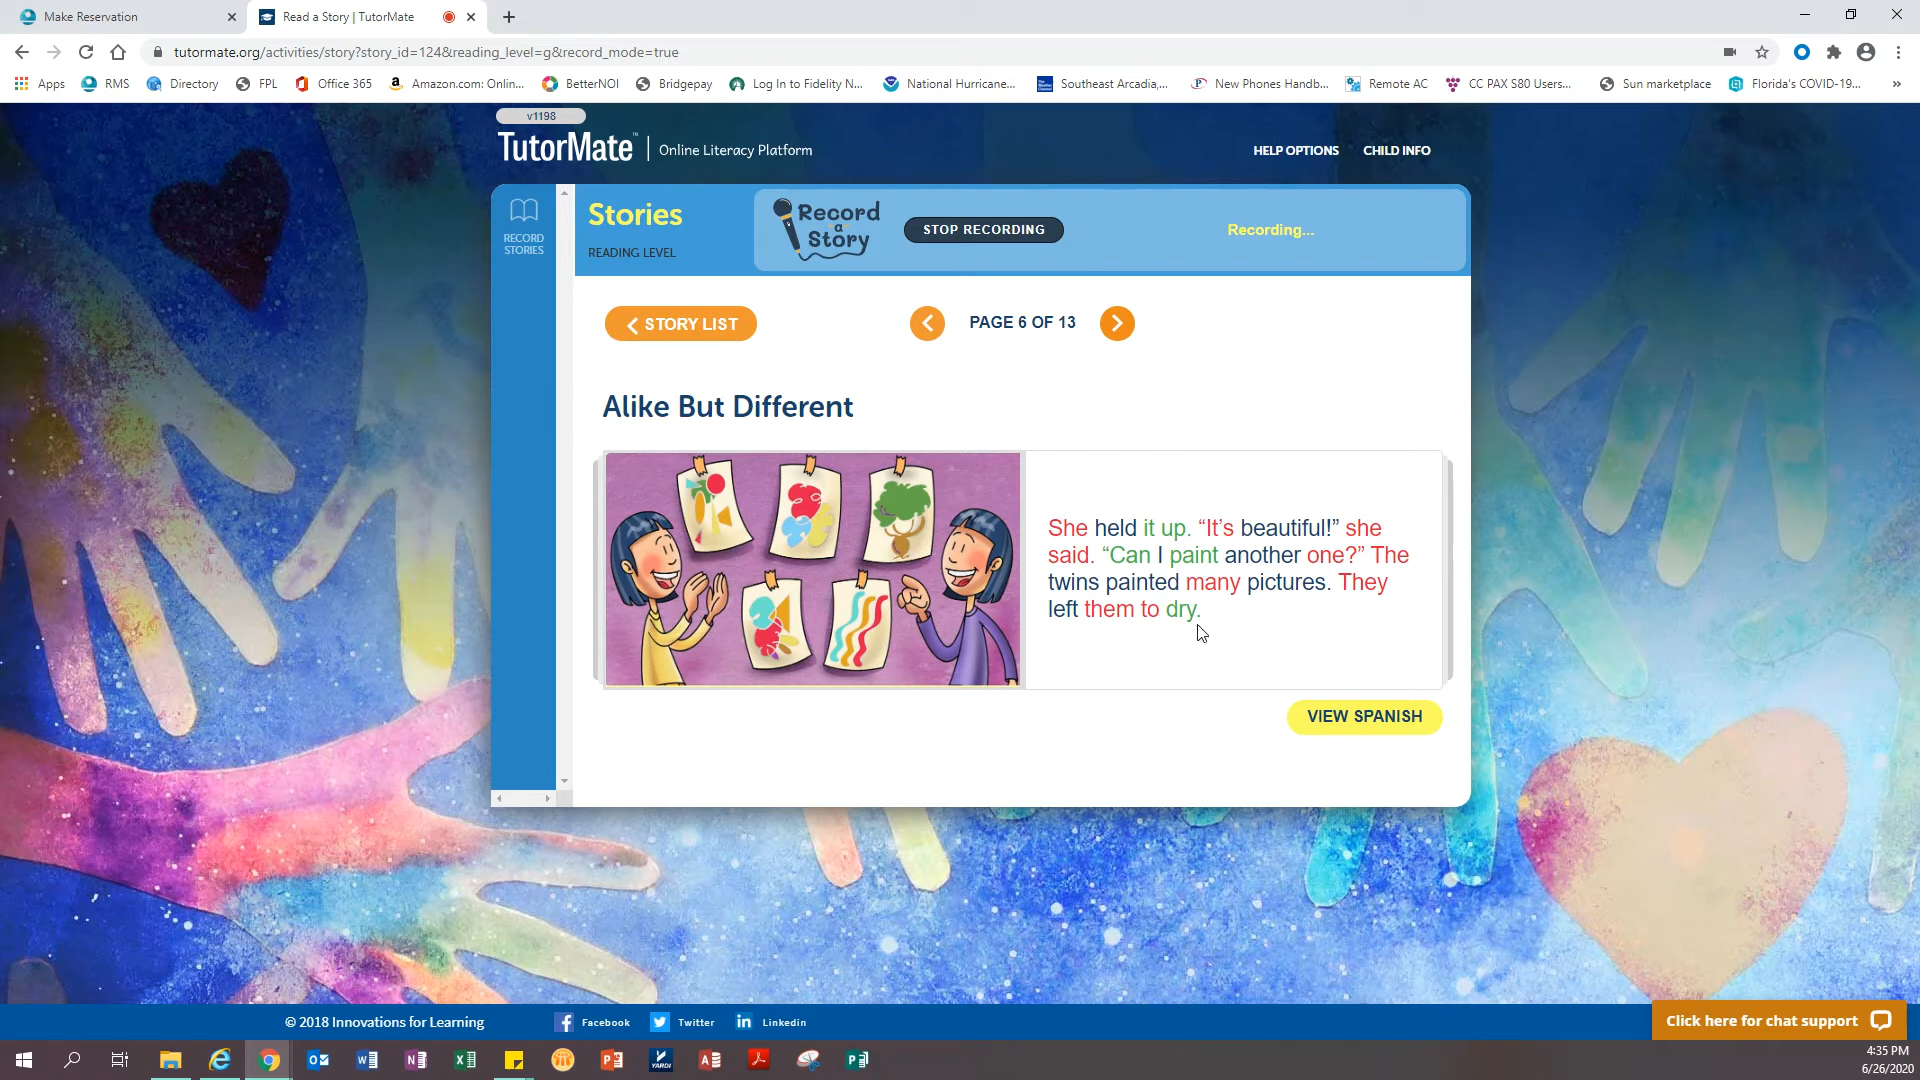 Make Reservation
Read a Story | TutorMate
tutormate.org/activities/story?story_id=124&reading_level=g&record_mode=true
Apps RMS Directory FPL Office 365 Amazon.com: Onlin... BetterNOI Bridgepay Log In to Fidelity N... National Hurricane... Southeast Arcadia,... New Phones Handb... Remote AC CC PAX S80 Users... Sun marketplace Florida's COVID-19... »
v1198
TutorMate™ | Online Literacy Platform
HELP OPTIONS CHILD INFO
RECORD STORIES
Stories
READING LEVEL
Record
a
Story
STOP RECORDING
Recording...
STORY LIST
PAGE 6 OF 13
Alike But Different
She held it up. “It’s beautiful!” she
said. “Can I paint another one?” The
twins painted many pictures. They
left them to dry.
VIEW SPANISH
© 2018 Innovations for Learning Facebook Twitter Linkedin
Click here for chat support
YARDI
4:35 PM
6/26/2020